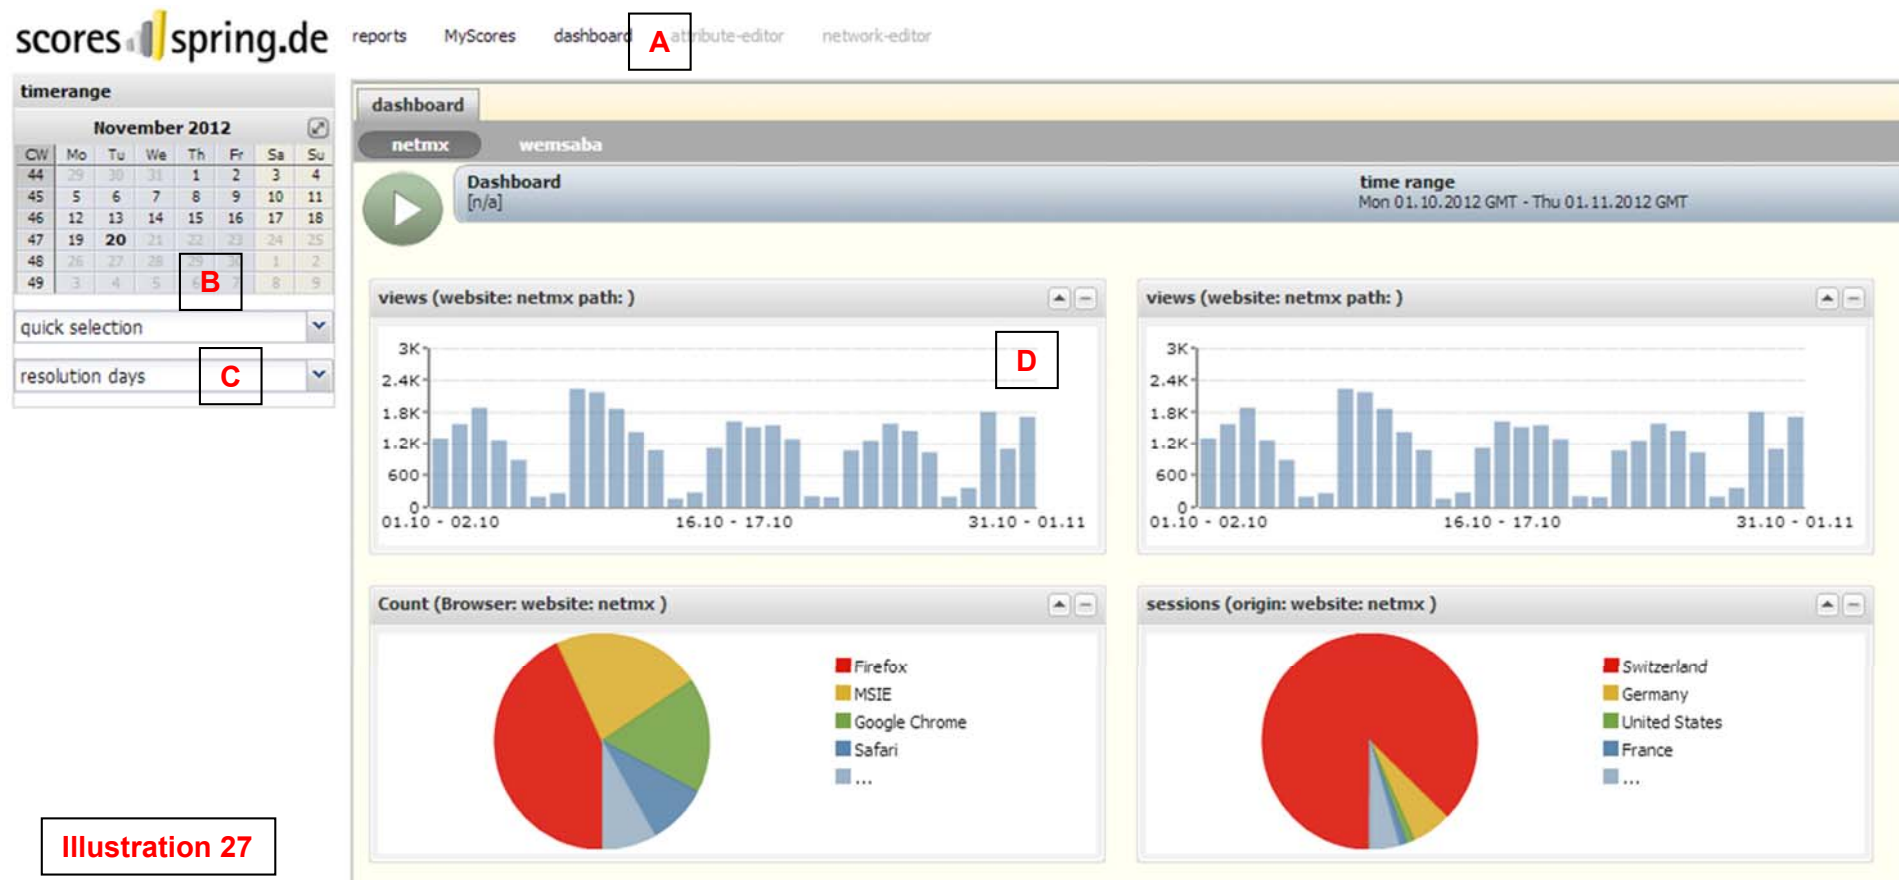 scores spring.de
reports MyScores dashboard A attribute-editor network-editor
timerange
November 2012
CW Mo Tu We Th Fr Sa Su
44 29 30 31 1 2 3 4
45 5 6 7 8 9 10 11
46 12 13 14 15 16 17 18
47 19 20 21 22 23 24 25
48 26 27 28 29 30 1 2
49 3 4 5 6 7 8 9
B
quick selection
resolution days
C
dashboard
netmx wemsaba
Dashboard
[n/a]
time range
Mon 01.10.2012 GMT - Thu 01.11.2012 GMT
views (website: netmx path: )
D
3K
2.4K
1.8K
1.2K
600
0
01.10 - 02.10 16.10 - 17.10 31.10 - 01.11
views (website: netmx path: )
3K
2.4K
1.8K
1.2K
600
0
01.10 - 02.10 16.10 - 17.10 31.10 - 01.11
Count (Browser: website: netmx )
Firefox
MSIE
Google Chrome
Safari
...
sessions (origin: website: netmx )
Switzerland
Germany
United States
France
...
Illustration 27